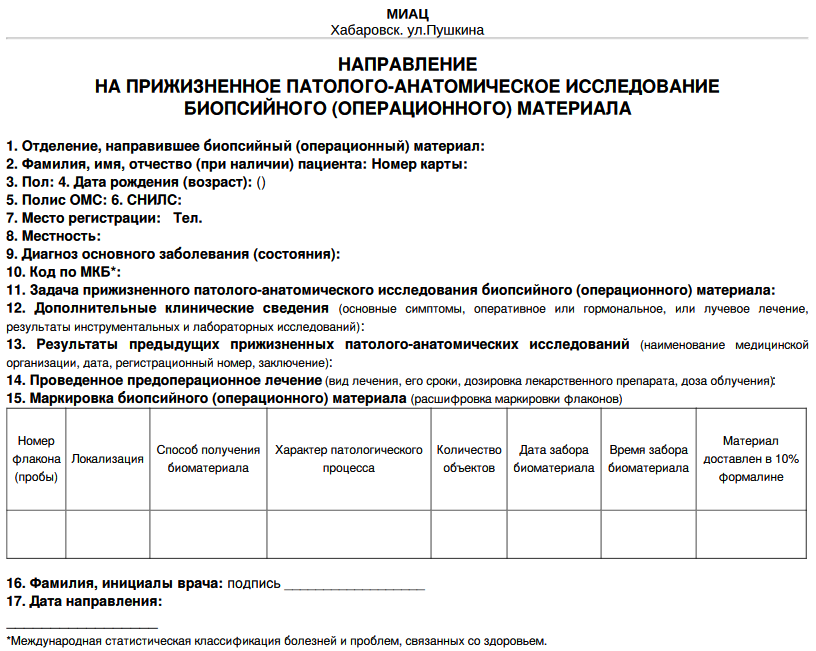 МИАЦ
Хабаровск. ул.Пушкина
НАПРАВЛЕНИЕ
НА ПРИЖИЗНЕННОЕ ПАТОЛОГО-АНАТОМИЧЕСКОЕ ИССЛЕДОВАНИЕ
БИОПСИЙНОГО (ОПЕРАЦИОННОГО) МАТЕРИАЛА
1. Отделение, направившее биопсийный (операционный) материал:
2. Фамилия, имя, отчество (при наличии) пациента: Номер карты:
3. Пол: 4. Дата рождения (возраст): ()
5. Полис ОМС: 6. СНИЛС:
7. Место регистрации: Тел.
8. Местность:
9. Диагноз основного заболевания (состояния):
10. Код по МКБ*:
11. Задача прижизненного патолого-анатомического исследования биопсийного (операционного) материала:
12. Дополнительные клинические сведения (основные симптомы, оперативное или гормональное, или лучевое лечение,
результаты инструментальных и лабораторных исследований):
13. Результаты предыдущих прижизненных патолого-анатомических исследований (наименование медицинской
организации, дата, регистрационный номер, заключение):
14. Проведенное предоперационное лечение (вид лечения, его сроки, дозировка лекарственного препарата, доза облучения):
15. Маркировка биопсийного (операционного) материала (расшифровка маркировки флаконов)
Номер
флакона
(пробы)
Локализация
Способ получения
биоматериала
Характер патологического
процесса
Количество
объектов
Дата забора
биоматериала
Время забора
биоматериала
Материал
доставлен в 10%
формалине
16. Фамилия, инициалы врача: подпись ___________________
17. Дата направления:
___________________
*Международная статистическая классификация болезней и проблем, связанных со здоровьем.